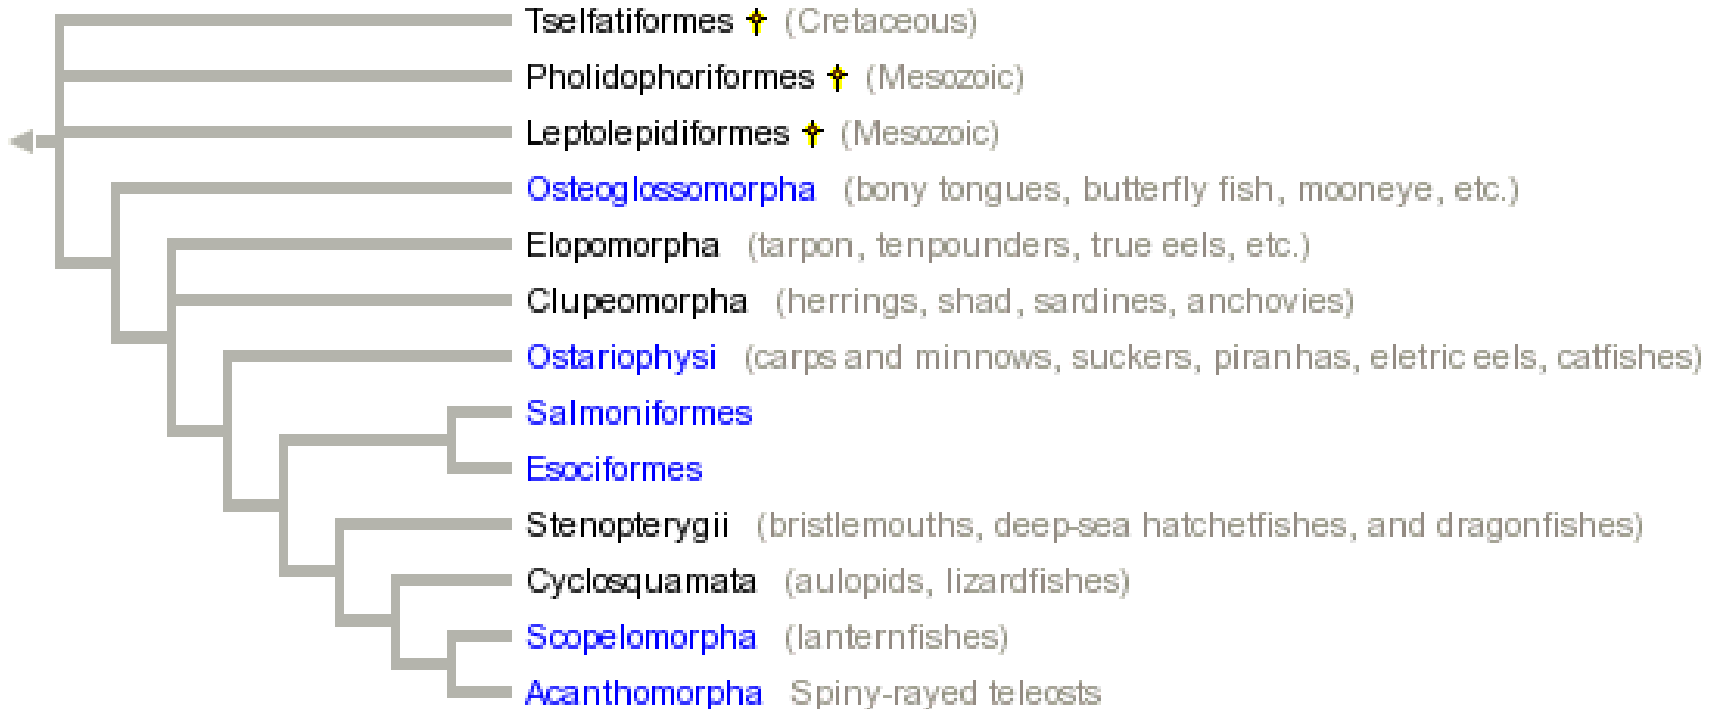 Tselfatiformes † (Cretaceous)
Pholidophoriformes † (Mesozoic)
Leptolepidiformes † (Mesozoic)
Osteoglossomorpha (bony tongues, butterfly fish, mooneye, etc.)
Elopomorpha (tarpon, tenpounders, true eels, etc.)
Clupeomorpha (herrings, shad, sardines, anchovies)
Ostariophysi (carps and minnows, suckers, piranhas, eletric eels, catfishes)
Salmoniformes
Esociformes
Stenopterygii (bristlemouths, deep-sea hatchetfishes, and dragonfishes)
Cyclosquamata (aulopids, lizardfishes)
Scopelomorpha (lanternfishes)
Acanthomorpha Spiny-rayed teleosts